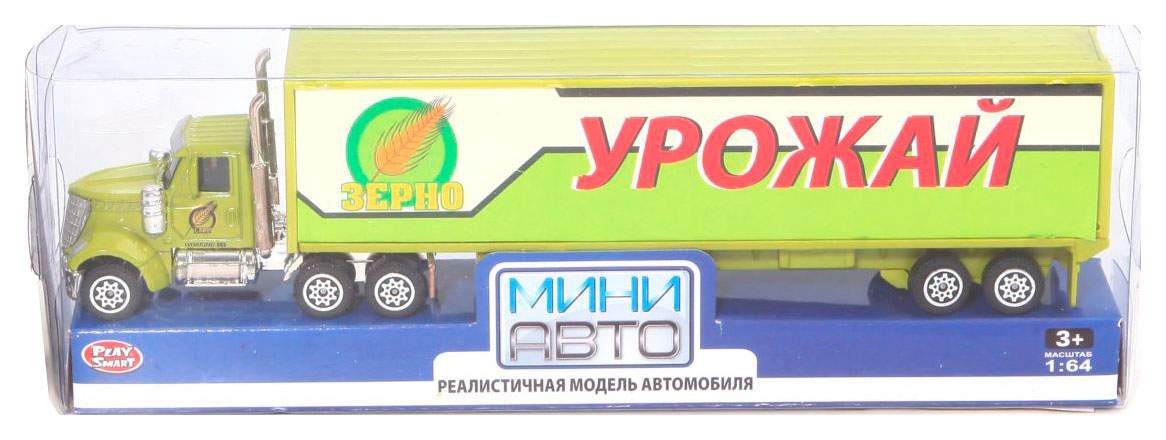 УРОЖАЙ
ЗЕРНО
МИНИ
АВТО
РЕАЛИСТИЧНАЯ МОДЕЛЬ АВТОМОБИЛЯ
PLAY
SMART
3+
МАСШТАБ
1:64